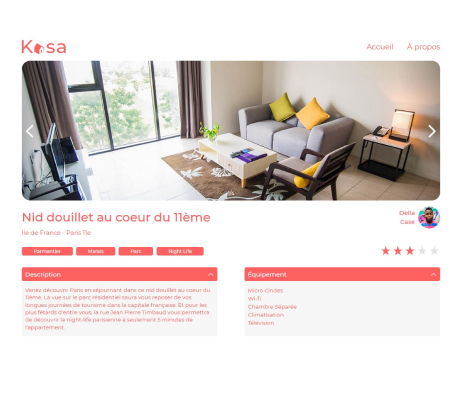 Kasa
Accueil À propos
Nid douillet au coeur du 11ème
Ile de France - Paris 11e
Della
Case
Parmentier Marais Parc Night Life
Description
Venez découvrir Paris en séjournant dans ce nid douillet au coeur du
11ème. La vue sur le parc résidentiel saura vous reposer de vos
longues journées de tourisme dans la capitale française. Et pour les
plus fêtards d'entre vous, la rue Jean Pierre Timbaud vous permettra
de découvrir la night-life parisienne à seulement 5 minutes de
l'appartement.
Équipement
Micro-Ondes
Wi-fi
Chambre Séparée
Climatisation
Télévision